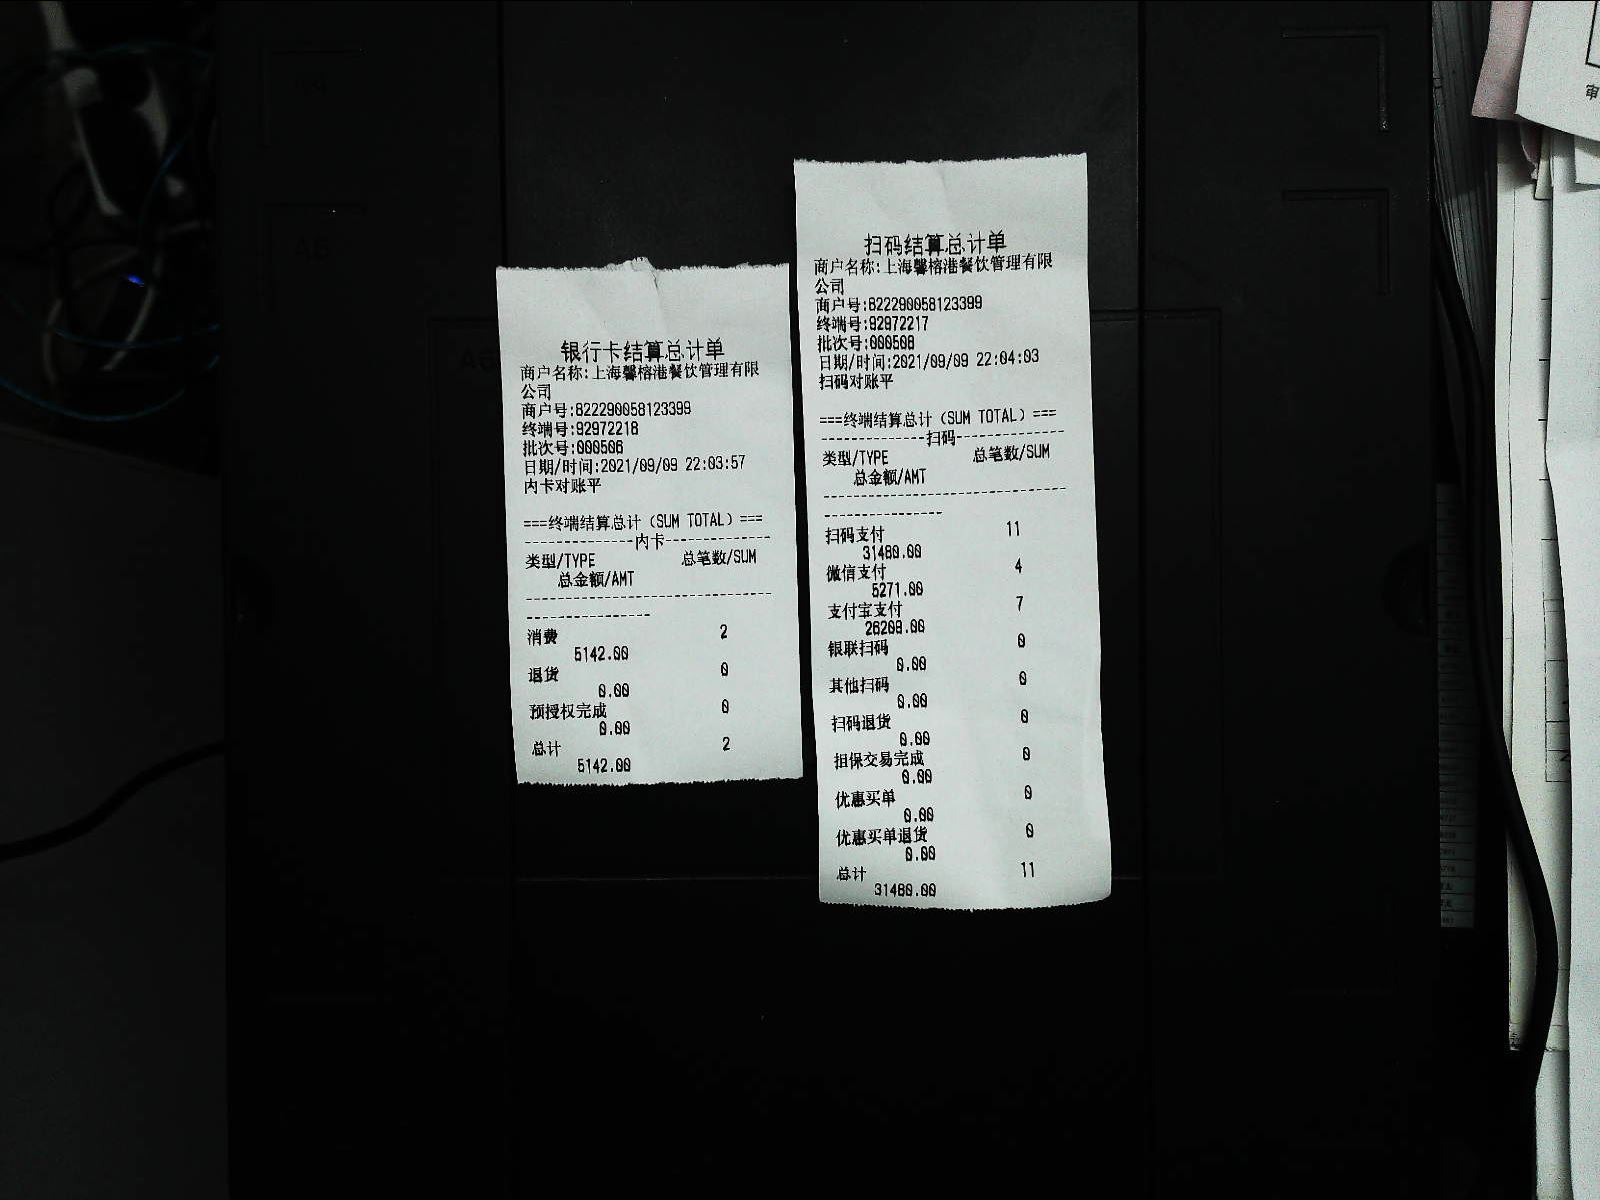 银行卡结算总计单
商户名称:上海馨榕港餐饮管理有限
公司
商户号:822290058123399
终端号:92972218
批次号:000506
日期/时间:2021/09/09 22:03:57
内卡对账平
===终端结算总计（SUM TOTAL）===
--------------内卡--------------
类型/TYPE 总笔数/SUM
总金额/AMT
--------------------------------
----------------
消费 2
5142.00
退货 0
0.00
预授权完成 0
0.00
总计 2
5142.00
扫码结算总计单
商户名称:上海馨榕港餐饮管理有限
公司
商户号:822290058123399
终端号:92972217
批次号:000508
日期/时间:2021/09/09 22:04:03
扫码对账平
===终端结算总计（SUM TOTAL）===
--------------扫码--------------
类型/TYPE 总笔数/SUM
总金额/AMT
--------------------------------
----------------
扫码支付 11
31480.00
微信支付 4
5271.00
支付宝支付 7
26209.00
银联扫码 0
0.00
其他扫码 0
0.00
扫码退货 0
0.00
担保交易完成 0
0.00
优惠买单 0
0.00
优惠买单退货 0
0.00
总计 11
31480.00
审